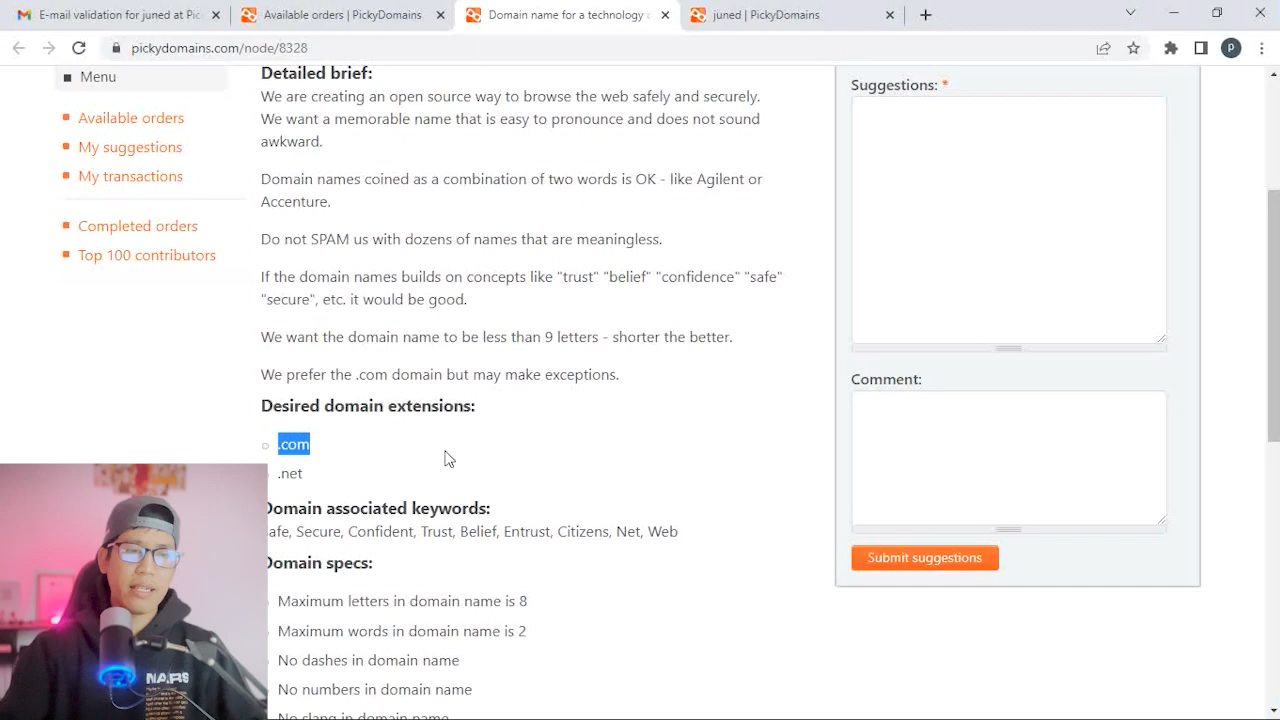 E-mail validation for juned at Pic
Available orders | PickyDomains
Domain name for a technology c
juned | PickyDomains
pickydomains.com/node/8328
P
Menu
Available orders
My suggestions
My transactions
Completed orders
Top 100 contributors
Detailed brief:
We are creating an open source way to browse the web safely and securely.
We want a memorable name that is easy to pronounce and does not sound
awkward.
Domain names coined as a combination of two words is OK - like Agilent or
Accenture.
Do not SPAM us with dozens of names that are meaningless.
If the domain names builds on concepts like "trust" "belief" "confidence" "safe"
"secure", etc. it would be good.
We want the domain name to be less than 9 letters - shorter the better.
We prefer the .com domain but may make exceptions.
Desired domain extensions:
.com
.net
Domain associated keywords:
afe, Secure, Confident, Trust, Belief, Entrust, Citizens, Net, Web
Domain specs:
Maximum letters in domain name is 8
Maximum words in domain name is 2
No dashes in domain name
No numbers in domain name
No slang in domain name
Suggestions: *
Comment:
Submit suggestions